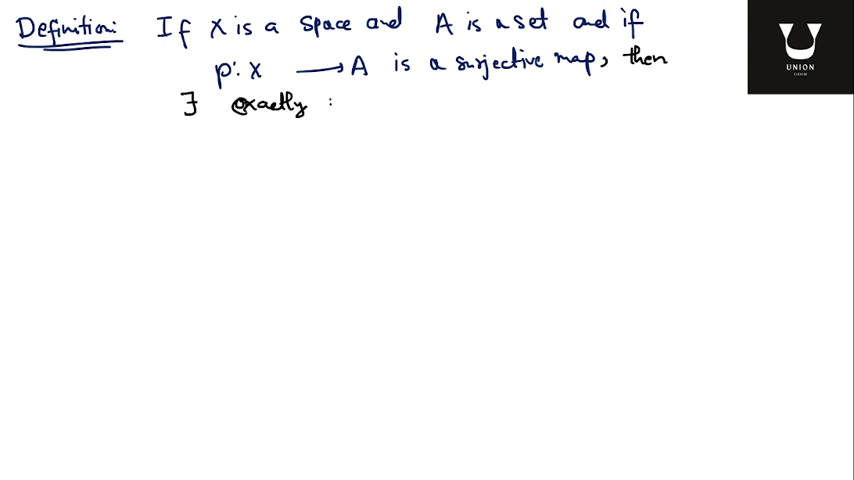 Definition: If X is a space and A is a set and if
p: X → A is a surjective map, then
∃ exactly :
UNION